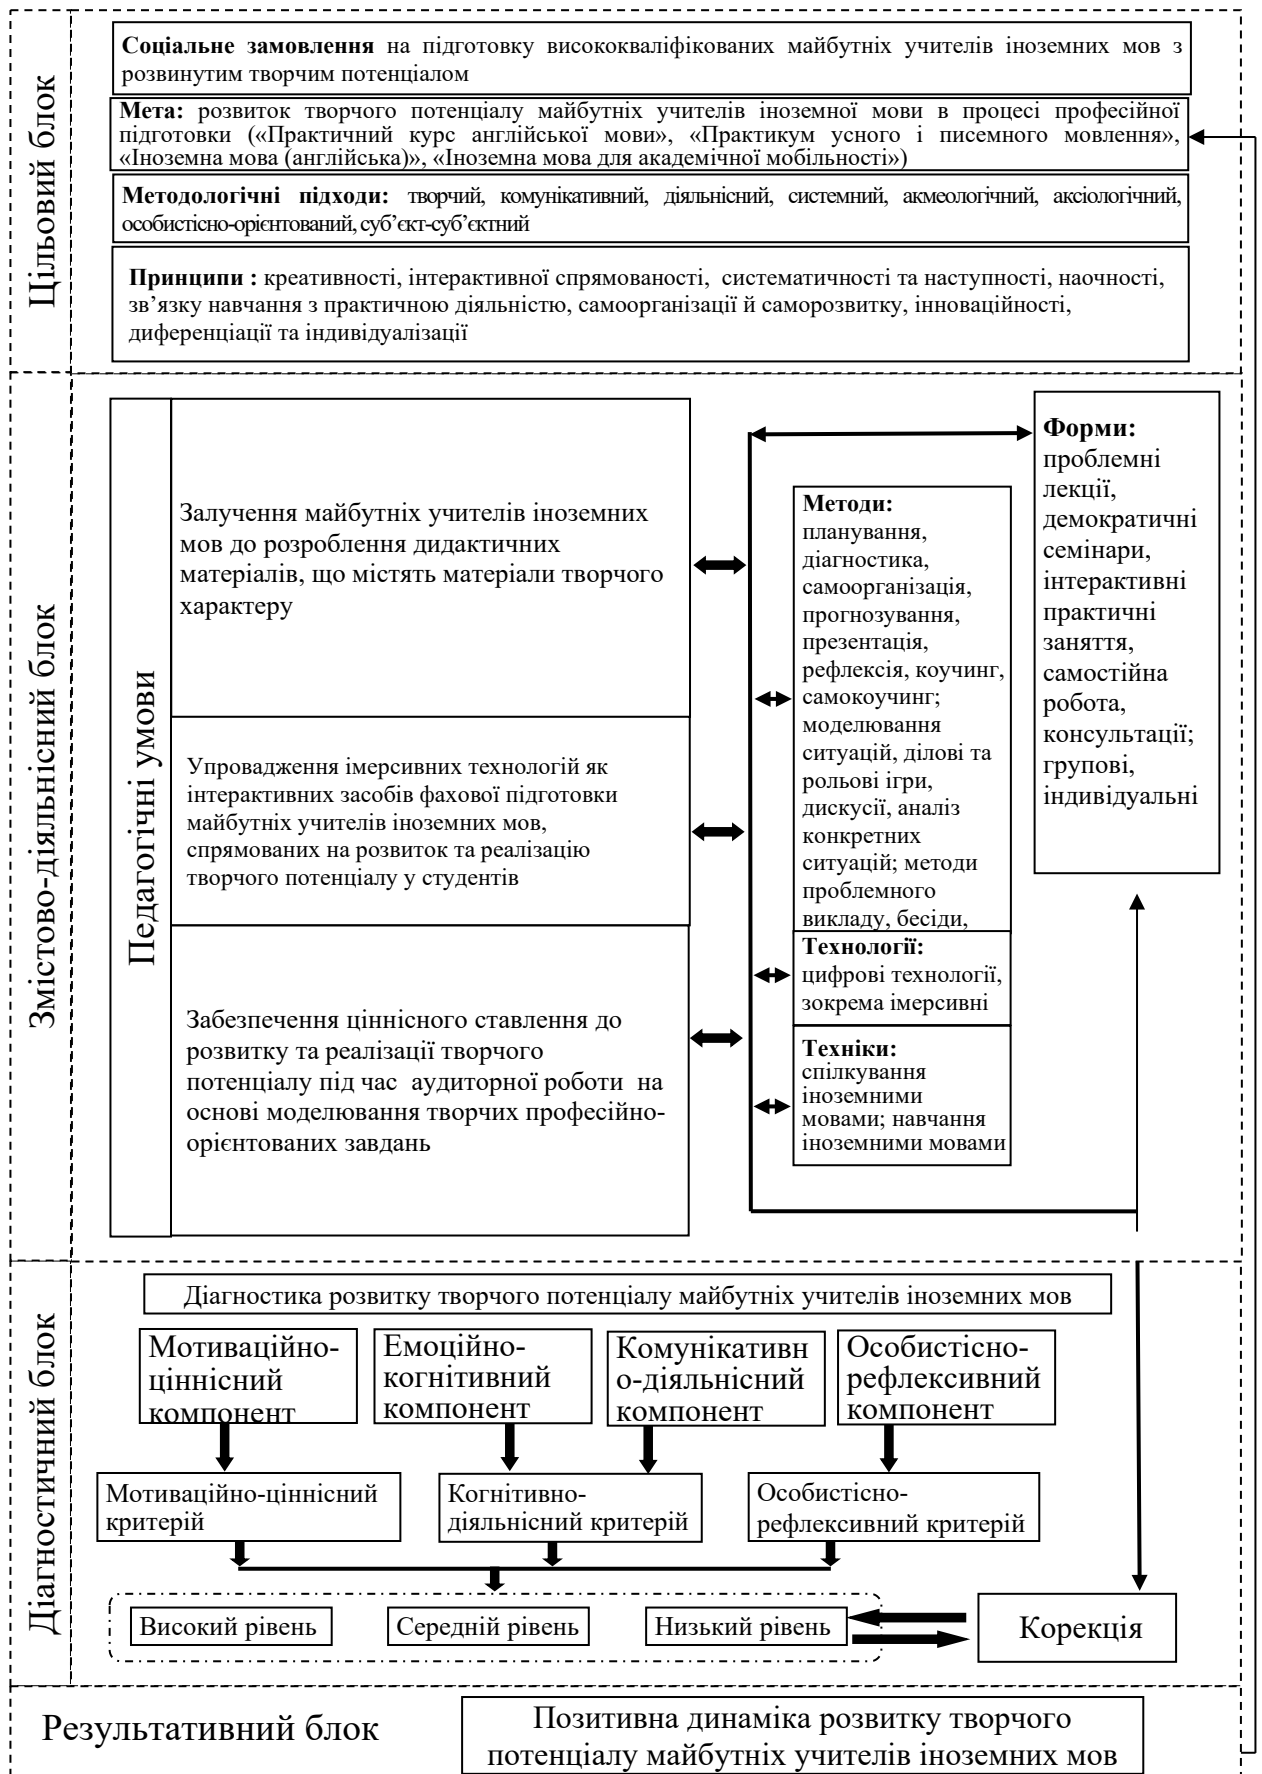 Цільовий блок
Соціальне замовлення на підготовку висококваліфікованих майбутніх учителів іноземних мов з
розвинутим творчим потенціалом
Мета: розвиток творчого потенціалу майбутніх учителів іноземної мови в процесі професійної
підготовки («Практичний курс англійської мови», «Практикум усного і писемного мовлення»,
«Іноземна мова (англійська)», «Іноземна мова для академічної мобільності»)
Методологічні підходи: творчий, комунікативний, діяльнісний, системний, акмеологічний, аксіологічний,
особистісно-орієнтований, суб’єкт-суб’єктний
Принципи : креативності, інтерактивної спрямованості, систематичності та наступності, наочності,
зв’язку навчання з практичною діяльністю, самоорганізації й саморозвитку, інноваційності,
диференціації та індивідуалізації
Змістово-діяльнісний блок
Педагогічні умови
Залучення майбутніх учителів іноземних
мов до розроблення дидактичних
матеріалів, що містять матеріали творчого
характеру
Упровадження імерсивних технологій як
інтерактивних засобів фахової підготовки
майбутніх учителів іноземних мов,
спрямованих на розвиток та реалізацію
творчого потенціалу у студентів
Забезпечення ціннісного ставлення до
розвитку та реалізації творчого
потенціалу під час аудиторної роботи на
основі моделювання творчих професійно-
орієнтованих завдань
Методи:
планування,
діагностика,
самоорганізація,
прогнозування,
презентація,
рефлексія, коучинг,
самокоучинг;
моделювання
ситуацій, ділові та
рольові ігри,
дискусії, аналіз
конкретних
ситуацій; методи
проблемного
викладу, бесіди,
Технології:
цифрові технології,
зокрема імерсивні
Техніки:
спілкування
іноземними
мовами; навчання
іноземними мовами
Форми:
проблемні
лекції,
демократичні
семінари,
інтерактивні
практичні
заняття,
самостійна
робота,
консультації;
групові,
індивідуальні
Діагностичний блок
Діагностика розвитку творчого потенціалу майбутніх учителів іноземних мов
Мотиваційно-
ціннісний
компонент
Емоційно-
когнітивний
компонент
Комунікативн
о-діяльнісний
компонент
Особистісно-
рефлексивний
компонент
Мотиваційно-ціннісний
критерій
Когнітивно-
діяльнісний критерій
Особистісно-
рефлексивний критерій
Високий рівень
Середній рівень
Низький рівень
Корекція
Результативний блок
Позитивна динаміка розвитку творчого
потенціалу майбутніх учителів іноземних мов